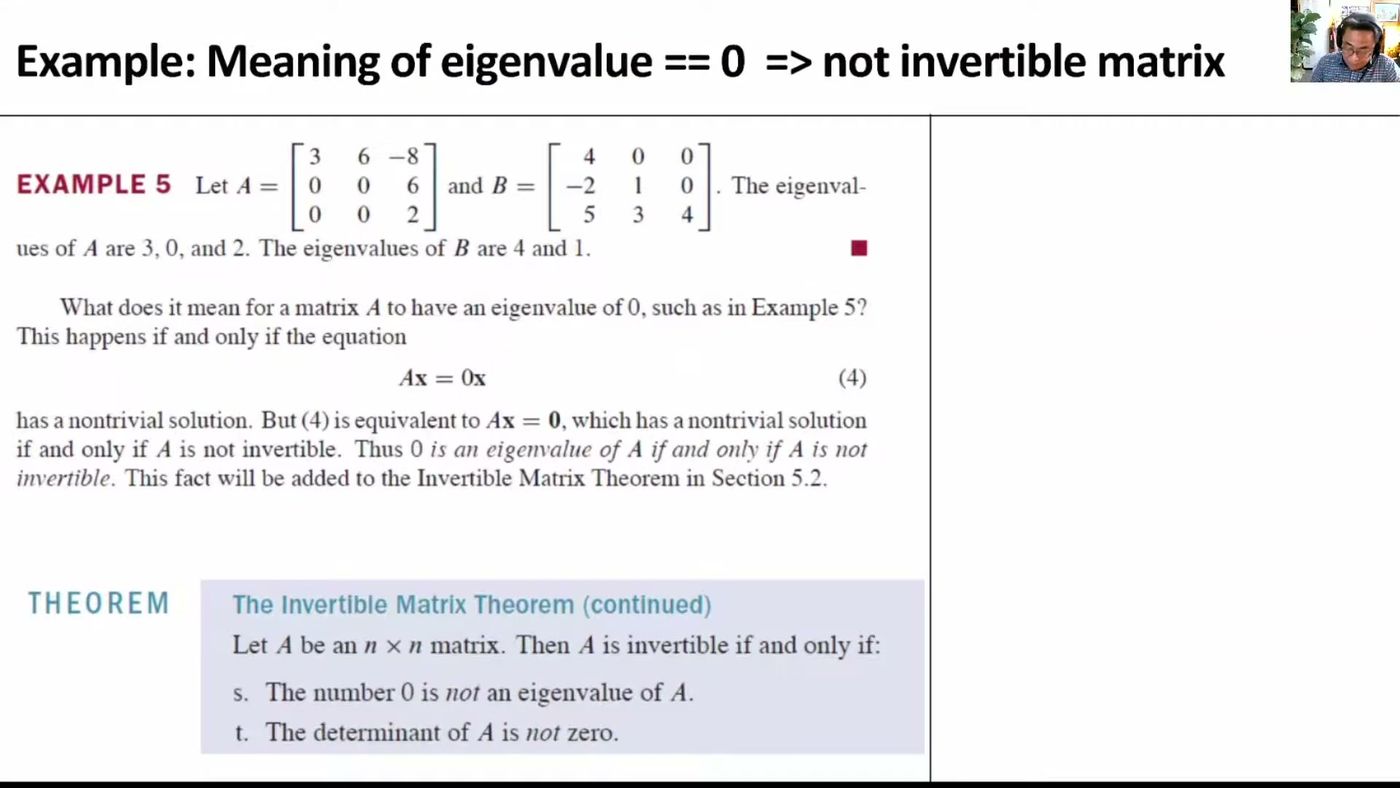 Example: Meaning of eigenvalue == 0 => not invertible matrix
EXAMPLE 5 Let A = [3 6 −8; 0 0 6; 0 0 2] and B = [4 0 0; −2 1 0; 5 3 4]. The eigenval-
ues of A are 3, 0, and 2. The eigenvalues of B are 4 and 1.
What does it mean for a matrix A to have an eigenvalue of 0, such as in Example 5?
This happens if and only if the equation
Ax = 0x (4)
has a nontrivial solution. But (4) is equivalent to Ax = 0, which has a nontrivial solution
if and only if A is not invertible. Thus 0 is an eigenvalue of A if and only if A is not
invertible. This fact will be added to the Invertible Matrix Theorem in Section 5.2.
THEOREM
The Invertible Matrix Theorem (continued)
Let A be an n × n matrix. Then A is invertible if and only if:
s. The number 0 is not an eigenvalue of A.
t. The determinant of A is not zero.